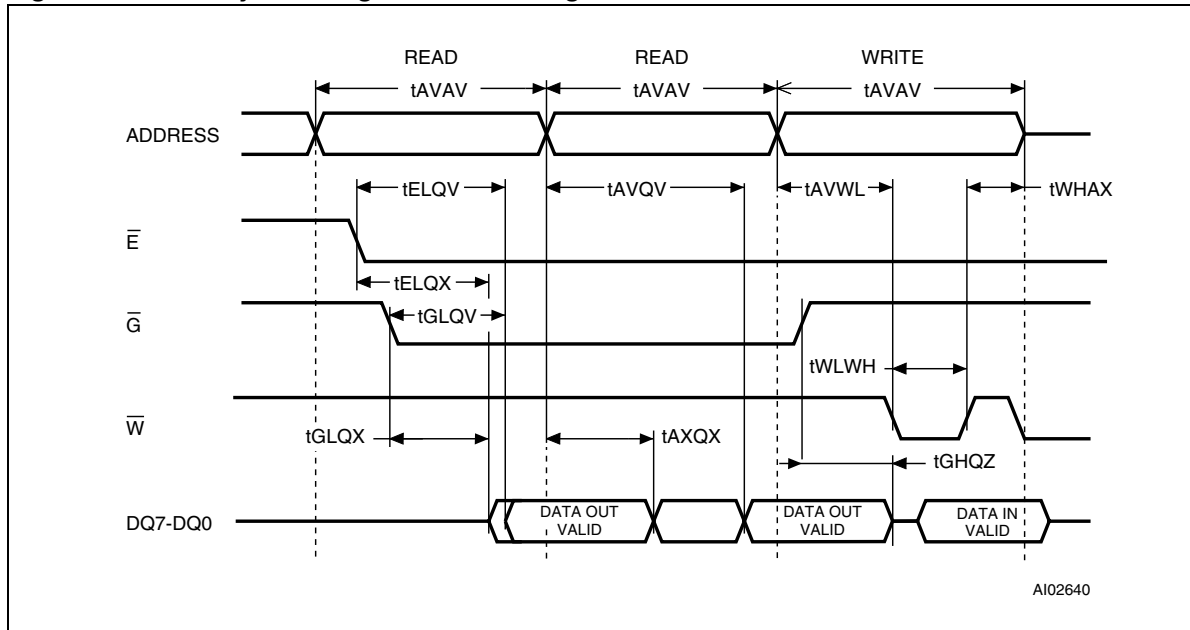 READ READ WRITE
tAVAV tAVAV tAVAV
ADDRESS
tELQV tAVQV tAVWL tWHAX
E̅
tELQX
tGLQV
G̅
tWLWH
W̅
tGLQX tAXQX
tGHQZ
DQ7-DQ0
DATA OUT DATA OUT DATA IN
VALID VALID VALID
AI02640